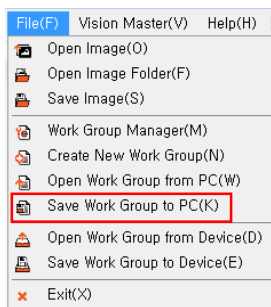 File(F) Vision Master(V) Help(H)
Open Image(O)
Open Image Folder(F)
Save Image(S)
Work Group Manager(M)
Create New Work Group(N)
Open Work Group from PC(W)
Save Work Group to PC(K)
Open Work Group from Device(D)
Save Work Group to Device(E)
Exit(X)